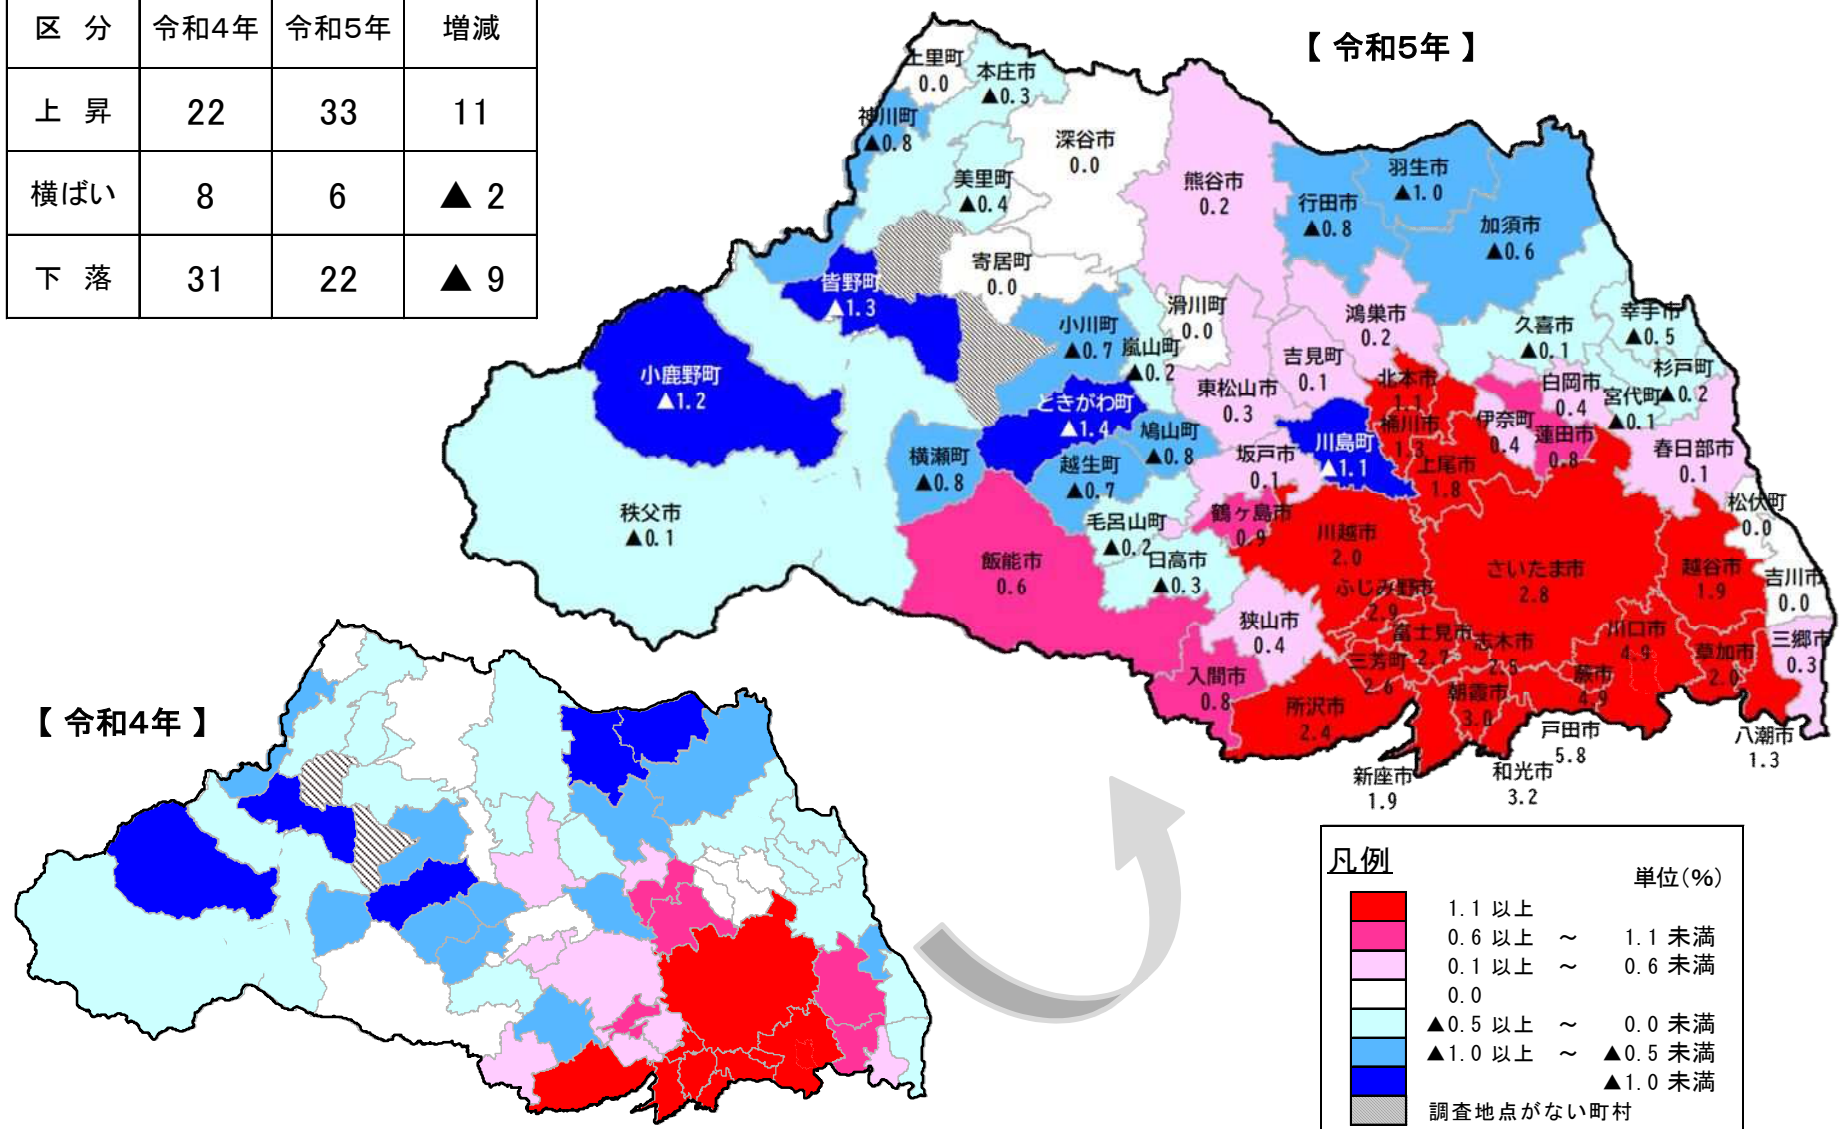 区 分 令和4年 令和5年 増減
上 昇 22 33 11
横ばい 8 6 ▲ 2
下 落 31 22 ▲ 9
【 令和5年 】
上里町
0.0
本庄市
▲0.3
神川町
▲0.8
深谷市
0.0
美里町
▲0.4
熊谷市
0.2
行田市
▲0.8
羽生市
▲1.0
加須市
▲0.6
寄居町
0.0
皆野町
▲1.3
小川町
▲0.7
嵐山町
▲0.2
滑川町
0.0
鴻巣市
0.2
久喜市
▲0.1
幸手市
▲0.5
吉見町
0.1
杉戸町
▲0.2
小鹿野町
▲1.2
ときがわ町
▲1.4
東松山市
0.3
北本市
1.1
白岡市
0.4
宮代町
▲0.1
桶川市
1.3
伊奈町
0.4
蓮田市
0.8
春日部市
0.1
鳩山町
▲0.8
横瀬町
▲0.8
越生町
▲0.7
坂戸市
0.1
川島町
▲1.1
上尾市
1.8
松伏町
0.0
秩父市
▲0.1
毛呂山町
▲0.2
鶴ヶ島市
0.9
川越市
2.0
飯能市
0.6
日高市
▲0.3
さいたま市
2.8
越谷市
1.9
吉川市
0.0
ふじみ野市
2.9
狭山市
0.4
富士見市
2.7
志木市
2.5
川口市
4.9
草加市
2.0
三郷市
0.3
三芳町
2.6
入間市
0.8
所沢市
2.4
朝霞市
3.0
蕨市
4.9
戸田市
5.8
八潮市
1.3
新座市
1.9
和光市
3.2
【 令和4年 】
凡例
単位(%)
1.1 以上
0.6 以上 ～ 1.1 未満
0.1 以上 ～ 0.6 未満
0.0
▲0.5 以上 ～ 0.0 未満
▲1.0 以上 ～ ▲0.5 未満
▲1.0 未満
調査地点がない町村